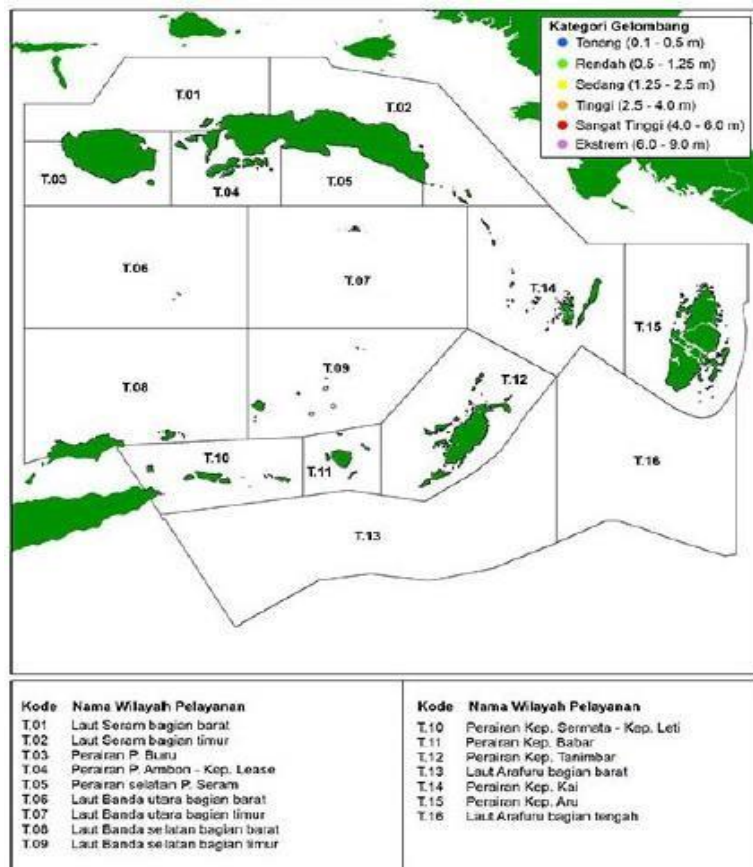 Kategori Gelombang
Tenang (0.1 - 0.5 m)
Rendah (0.5 - 1.25 m)
Sedang (1.25 - 2.5 m)
Tinggi (2.5 - 4.0 m)
Sangat Tinggi (4.0 - 6.0 m)
Ekstrem (6.0 - 9.0 m)
T.01
T.02
T.03
T.04
T.05
T.06
T.07
T.14
T.15
T.08
T.09
T.12
T.10
T.11
T.16
T.13
Kode Nama Wilayah Pelayanan
T.01 Laut Seram bagian barat
T.02 Laut Seram bagian timur
T.03 Perairan P. Buru
T.04 Perairan P. Ambon - Kep. Lease
T.05 Perairan selatan P. Seram
T.06 Laut Banda utara bagian barat
T.07 Laut Banda utara bagian timur
T.08 Laut Banda selatan bagian barat
T.09 Laut Banda selatan bagian timur
Kode Nama Wilayah Pelayanan
T.10 Perairan Kep. Sermata - Kep. Leti
T.11 Perairan Kep. Babar
T.12 Perairan Kep. Tanimbar
T.13 Laut Arafuru bagian barat
T.14 Perairan Kep. Kai
T.15 Perairan Kep. Aru
T.16 Laut Arafuru bagian tengah